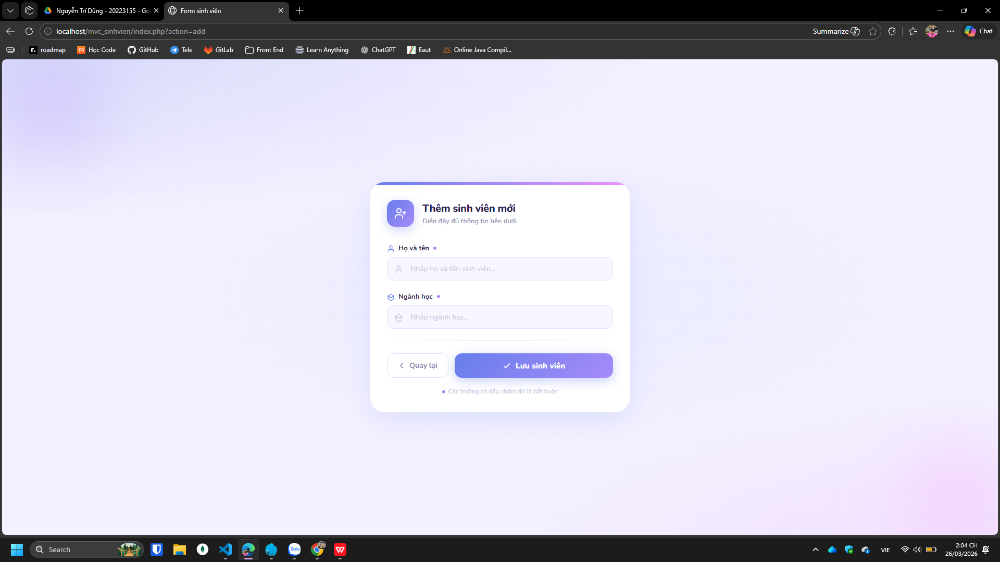 Nguyễn Trí Dũng - 20223155 - Goo
Form sinh viên
localhost/mvc_sinhvien/index.php?action=add
Summarize
Chat
roadmap
F8 Học Code
GitHub
Tele
GitLab
Front End
Learn Anything
ChatGPT
Eaut
Online Java Compil...
Thêm sinh viên mới
Điền đầy đủ thông tin bên dưới
Họ và tên
Nhập họ và tên sinh viên...
Ngành học
Nhập ngành học...
Quay lại
Lưu sinh viên
Các trường có dấu chấm đỏ là bắt buộc
Search
Zalo
VIE
2:04 CH
26/03/2026